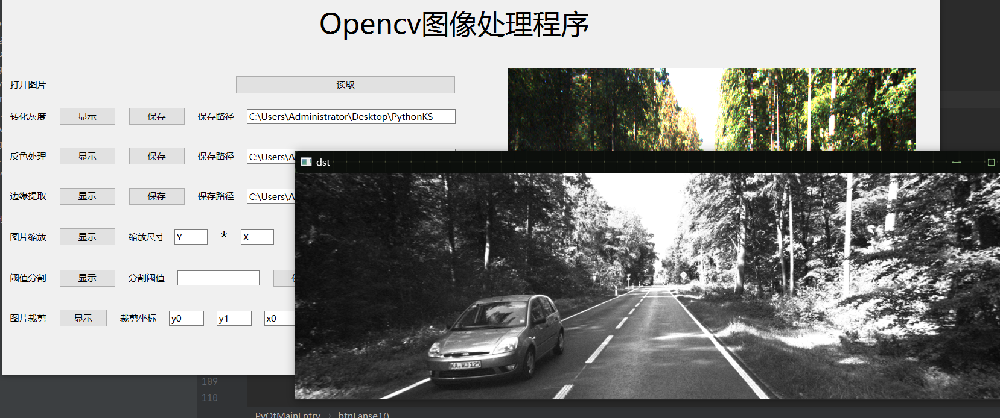 Opencv图像处理程序
打开图片 读取
转化灰度 显示 保存 保存路径 C:\Users\Administrator\Desktop\PythonKS
反色处理 显示 保存 保存路径 C:\Users\A
dst
边缘提取 显示 保存 保存路径 C:\Users\A
图片缩放 显示 缩放尺寸 Y * X
阈值分割 显示 分割阈值
图片裁剪 显示 裁剪坐标 y0 y1 x0
KA·WJ 125
109
110
PyQtMainEntry › btnFanse1()